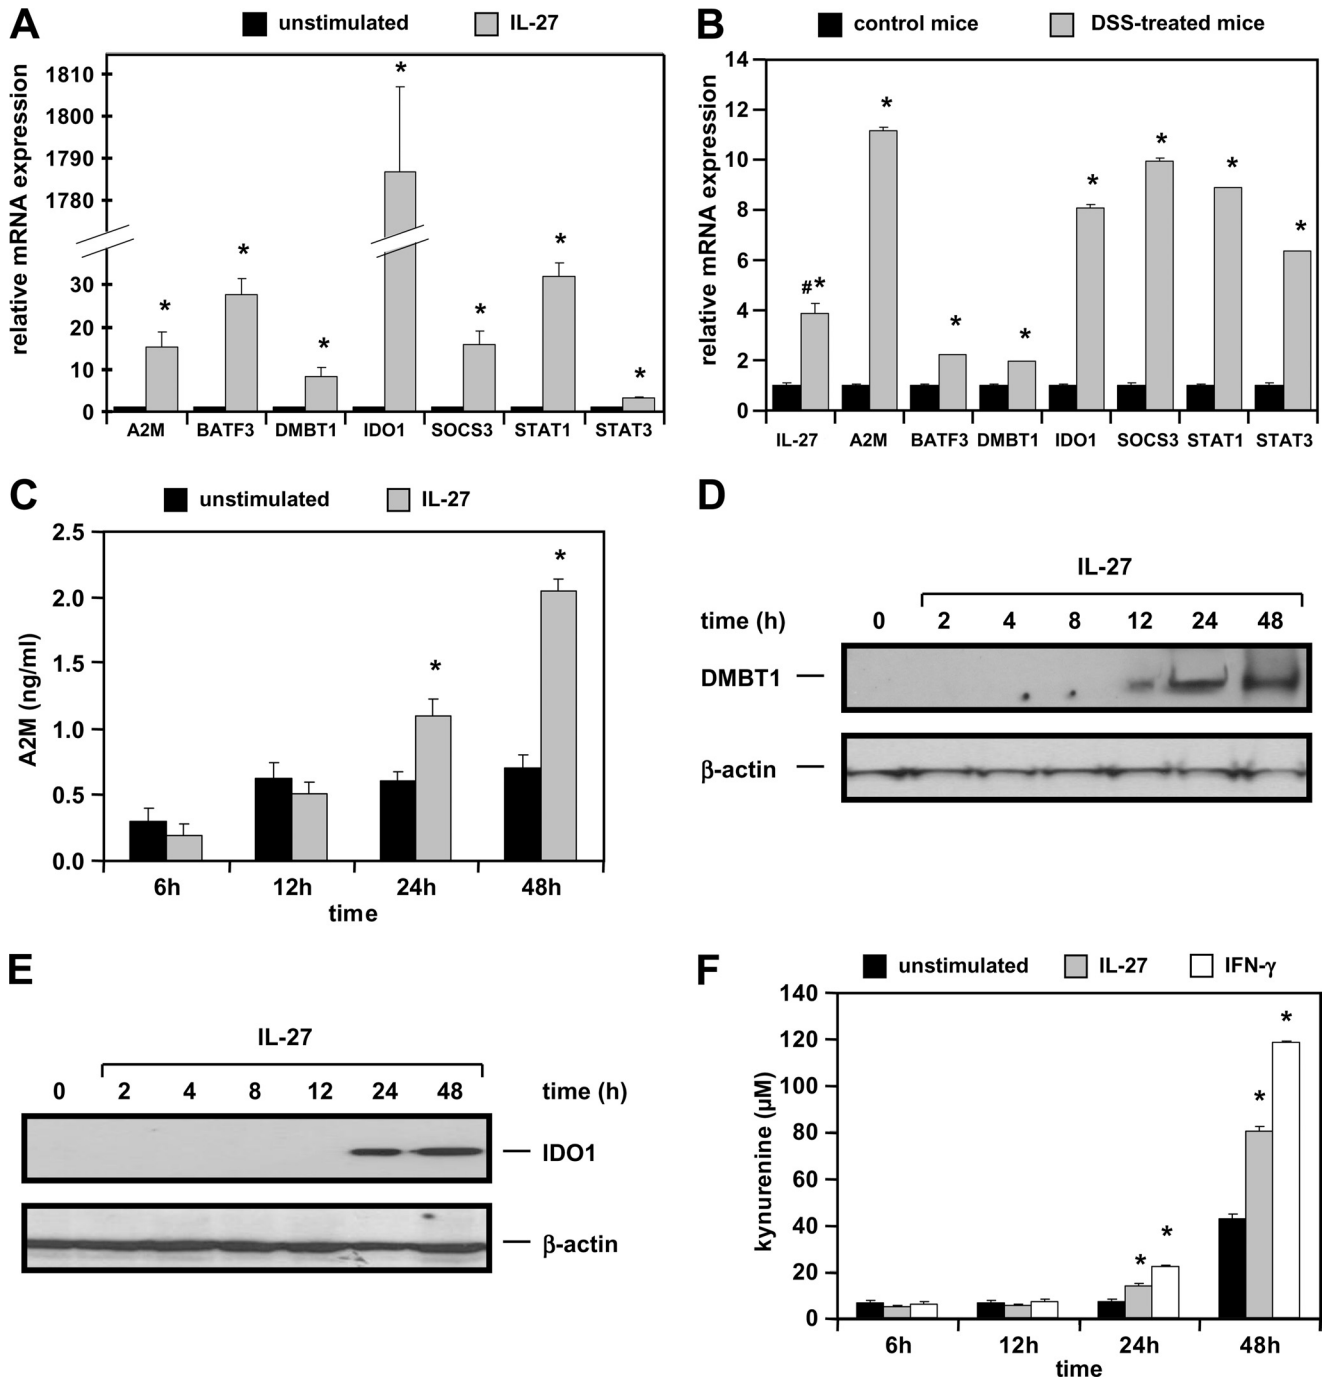 A
unstimulated IL-27
relative mRNA expression
1810
1800
1790
1780
30
20
10
0
* * * * * * *
A2M BATF3 DMBT1 IDO1 SOCS3 STAT1 STAT3
B
control mice DSS-treated mice
relative mRNA expression
14
12
10
8
6
4
2
0
#* * * * * * * *
IL-27 A2M BATF3 DMBT1 IDO1 SOCS3 STAT1 STAT3
C
unstimulated IL-27
A2M (ng/ml)
2.5
2.0
1.5
1.0
0.5
0.0
* *
6h 12h 24h 48h
time
D
IL-27
time (h) 0 2 4 8 12 24 48
DMBT1
β-actin
E
IL-27
0 2 4 8 12 24 48 time (h)
IDO1
β-actin
F
unstimulated IL-27 IFN-γ
kynurenine (µM)
140
120
100
80
60
40
20
0
* * * *
6h 12h 24h 48h
time